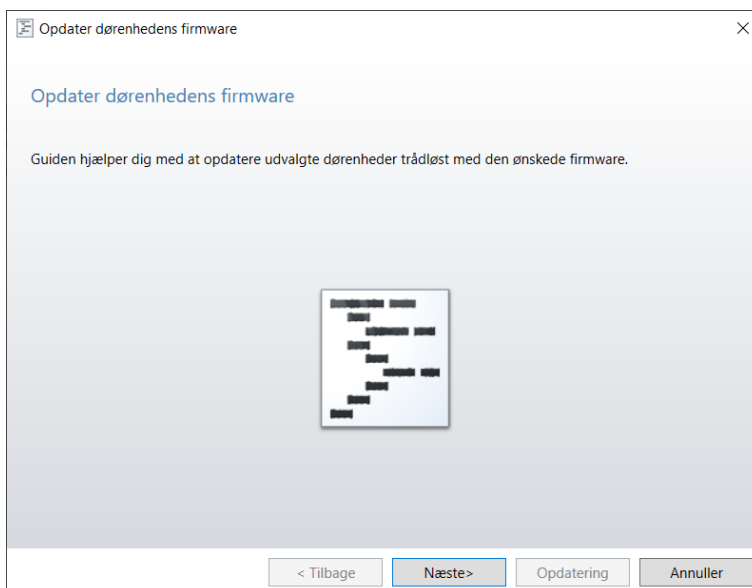 Opdater dørenhedens firmware
Opdater dørenhedens firmware
Guiden hjælper dig med at opdatere udvalgte dørenheder trådløst med den ønskede firmware.
< Tilbage
Næste>
Opdatering
Annuller